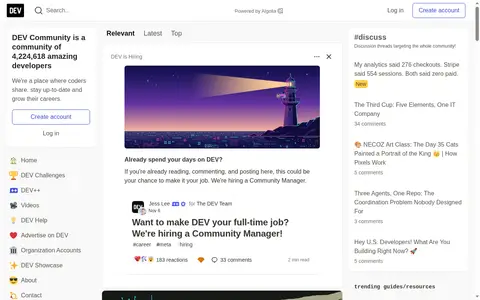 DEV
Search...
Powered by Algolia
Log in
Create account
DEV Community is a
community of
4,224,618 amazing
developers
We're a place where coders
share, stay up-to-date and
grow their careers.
Create account
Log in
Home
DEV Challenges
DEV++
Videos
DEV Help
Advertise on DEV
Organization Accounts
DEV Showcase
About
Contact
Relevant Latest Top
DEV is Hiring
Already spend your days on DEV?
If you're already reading, commenting, and posting here, this
could be your chance to make it your job. We're hiring a
Community Manager.
Jess Lee for The DEV Team
Nov 6
Want to make DEV your full-time job?
We're hiring a Community Manager!
#career #meta hiring
183 reactions 33 comments 2 min read
#discuss
Discussion threads targeting the whole community!
My analytics said 276 checkouts. Stripe
said 554 sessions. Both said zero paid.
New
The Third Cup: Five Elements, One IT
Company
34 comments
🎨 NECOZ Art Class: The Day 35 Cats
Painted a Portrait of the King 👑 | How
Pixels Work
5 comments
Three Agents, One Repo: The
Coordination Problem Nobody Designed
For
3 comments
Hey U.S. Developers! What Are You
Building Right Now? 🚀
5 comments
trending guides/resources